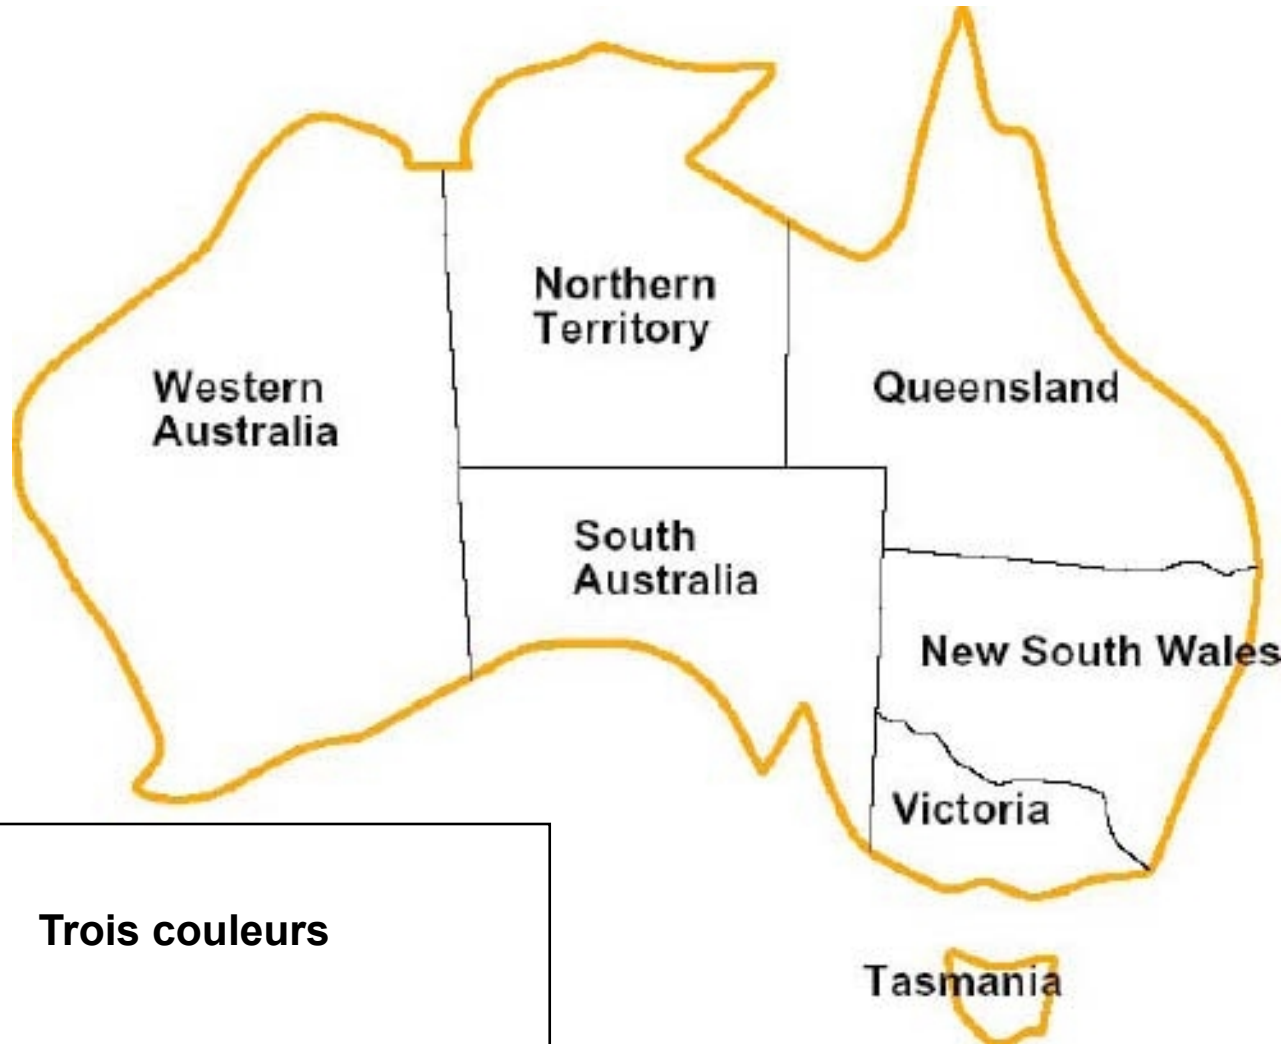 Northern
Territory
Western
Australia
Queensland
South
Australia
New South Wales
Victoria
Trois couleurs
Tasmania